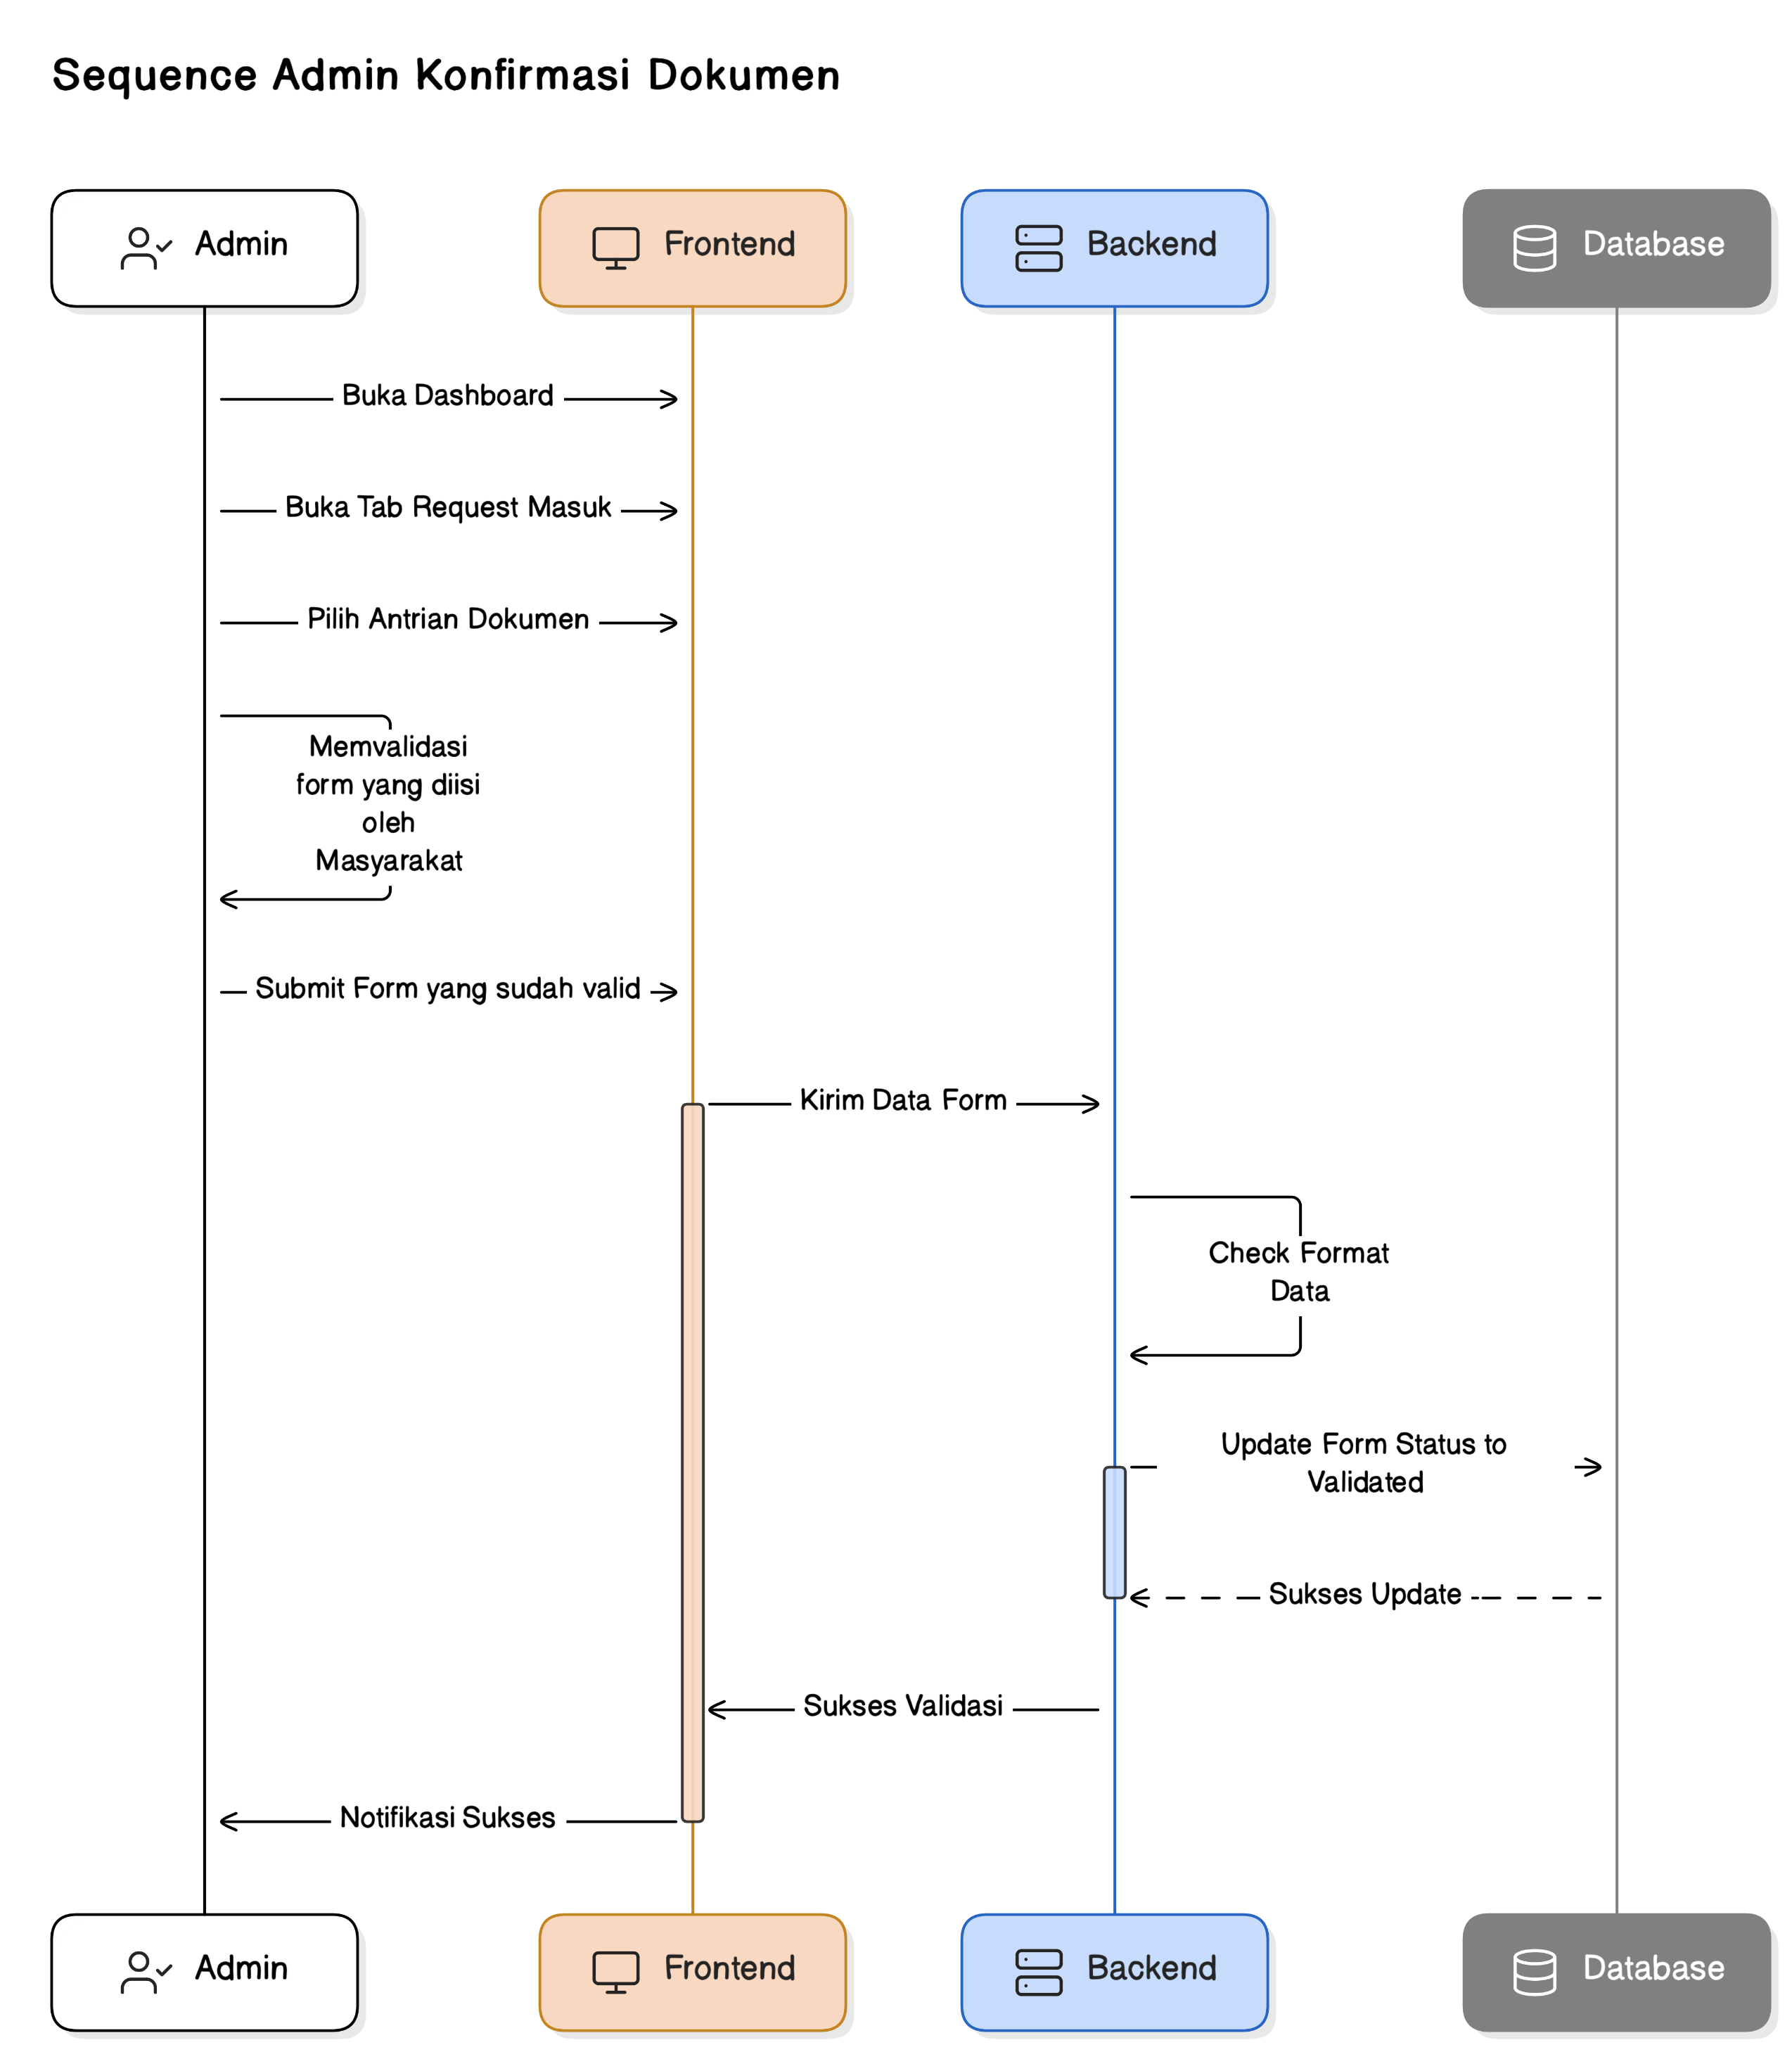 Sequence Admin Konfirmasi Dokumen
Admin
Frontend
Backend
Database
Buka Dashboard
Buka Tab Request Masuk
Pilih Antrian Dokumen
Memvalidasi
form yang diisi
oleh
Masyarakat
Submit Form yang sudah valid
Kirim Data Form
Check Format
Data
Update Form Status to
Validated
Sukses Update
Sukses Validasi
Notifikasi Sukses
Admin
Frontend
Backend
Database